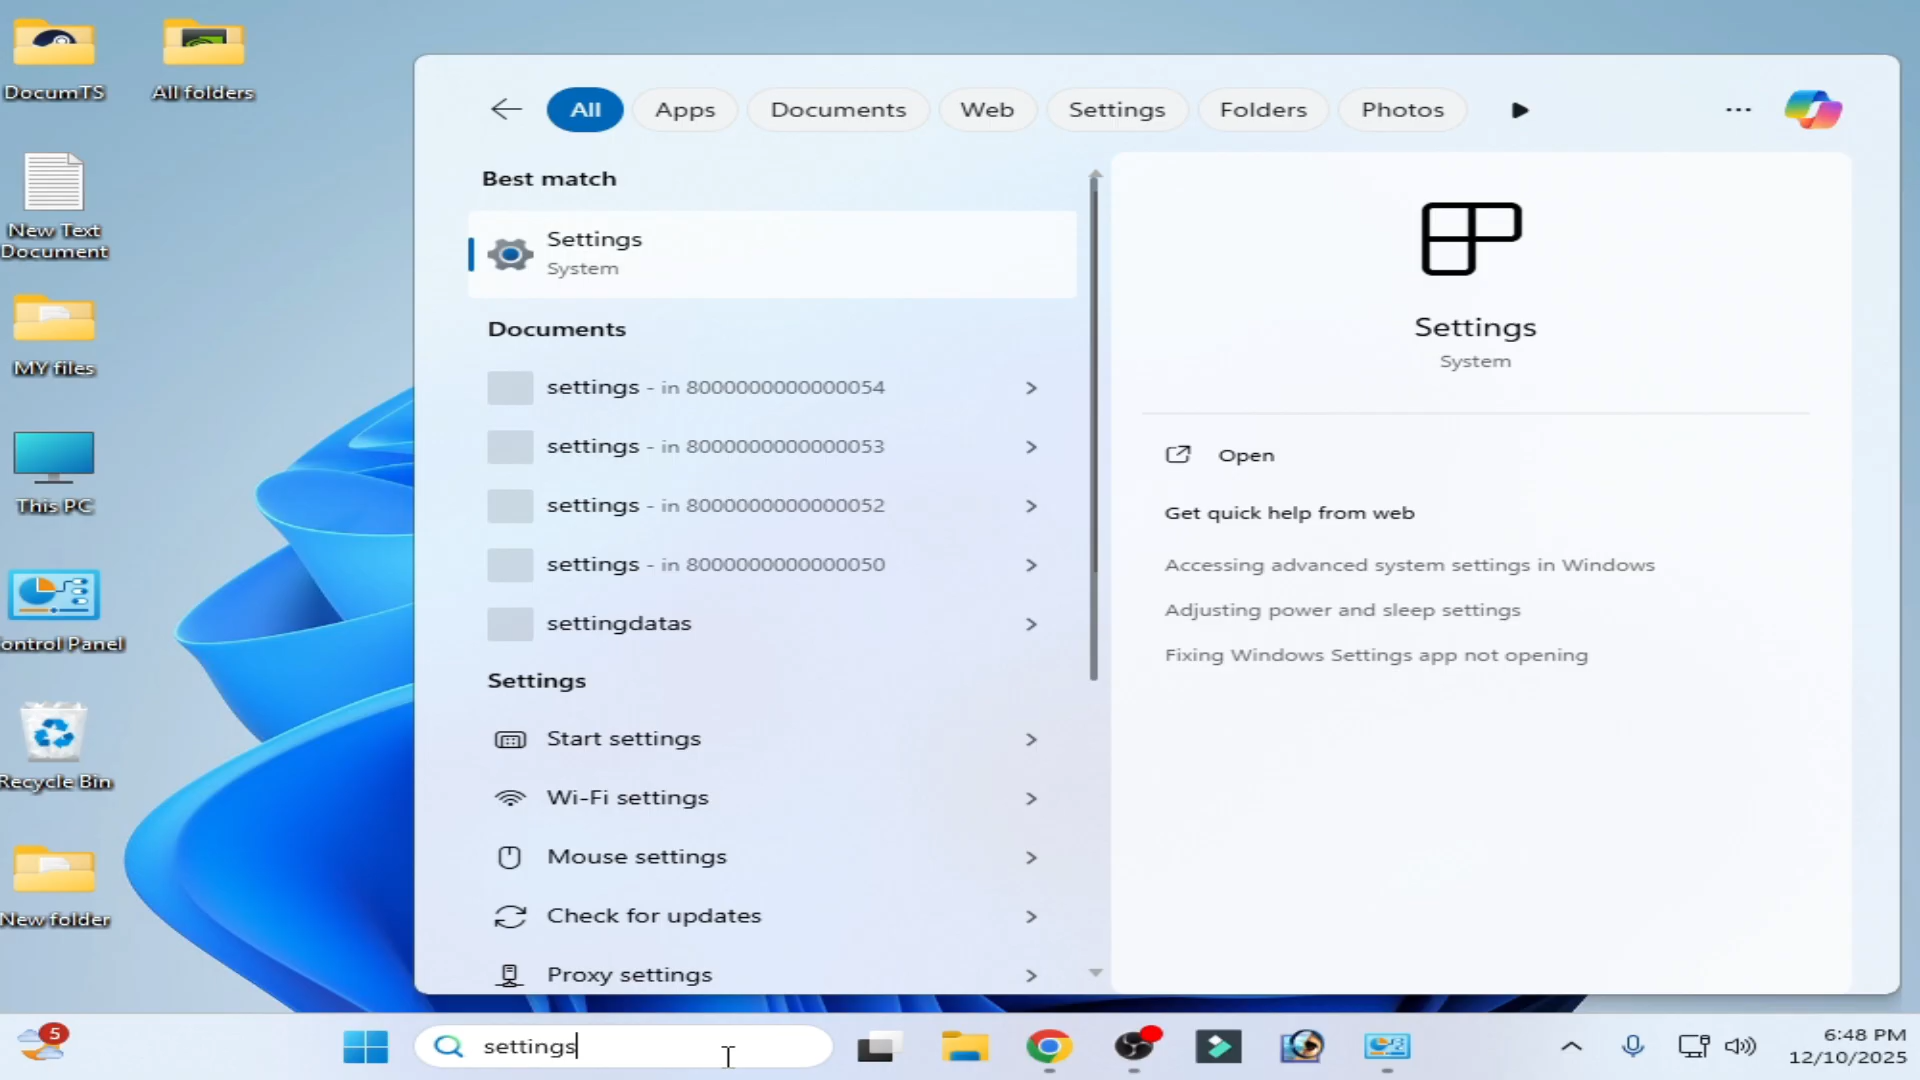 DocumTS
All folders
New Text
Document
MY files
This PC
ontrol Panel
Recycle Bin
New folder
All
Apps
Documents
Web
Settings
Folders
Photos
Best match
Settings
System
Documents
settings - in 8000000000000054
settings - in 8000000000000053
settings - in 8000000000000052
settings - in 8000000000000050
settingdatas
Settings
Start settings
Wi-Fi settings
Mouse settings
Check for updates
Proxy settings
Settings
System
Open
Get quick help from web
Accessing advanced system settings in Windows
Adjusting power and sleep settings
Fixing Windows Settings app not opening
5
settings
6:48 PM
12/10/2025